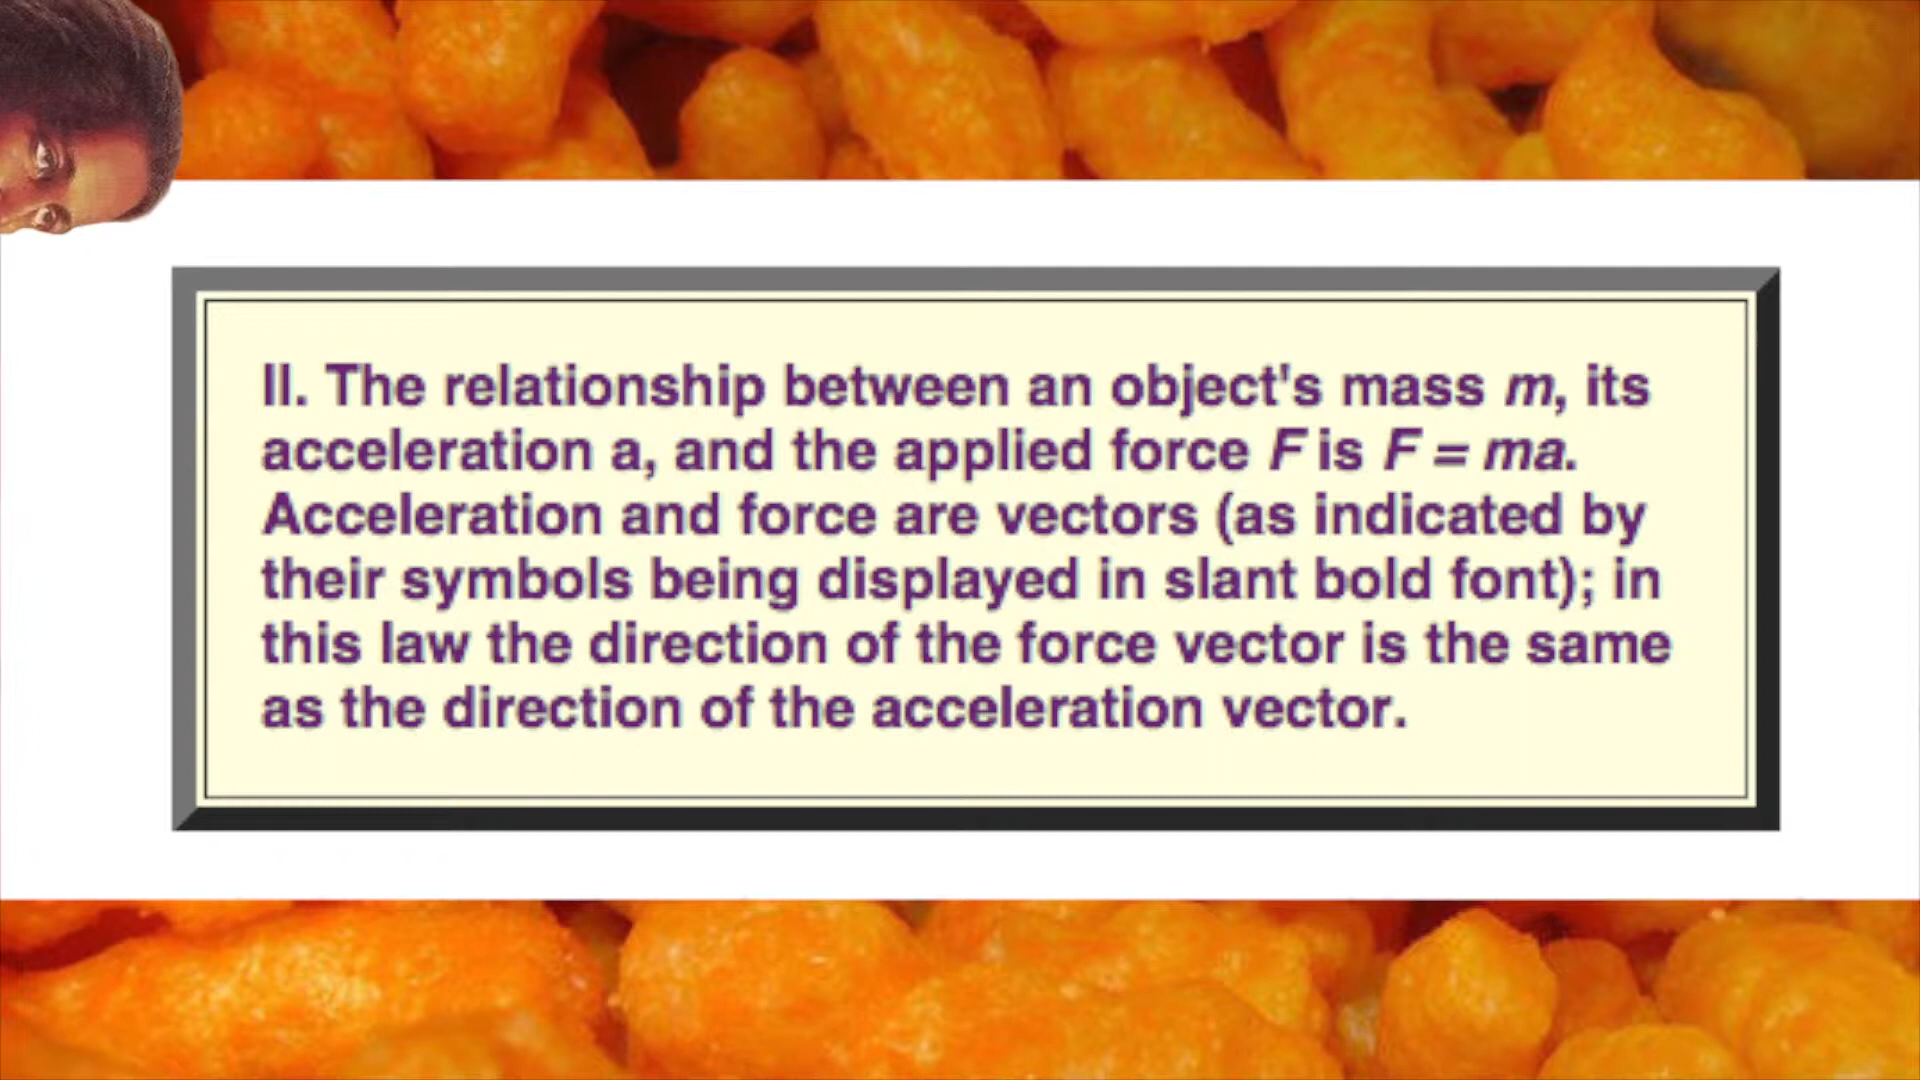 II. The relationship between an object's mass m, its
acceleration a, and the applied force F is F = ma.
Acceleration and force are vectors (as indicated by
their symbols being displayed in slant bold font); in
this law the direction of the force vector is the same
as the direction of the acceleration vector.